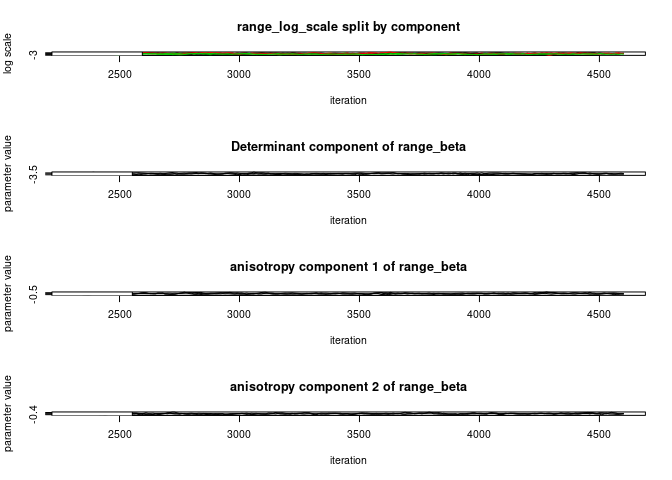 range_log_scale split by component
log scale
-3
2500 3000 3500 4000 4500
iteration
Determinant component of range_beta
parameter value
-3.5
2500 3000 3500 4000 4500
iteration
anisotropy component 1 of range_beta
parameter value
-0.5
2500 3000 3500 4000 4500
iteration
anisotropy component 2 of range_beta
parameter value
-0.4
2500 3000 3500 4000 4500
iteration